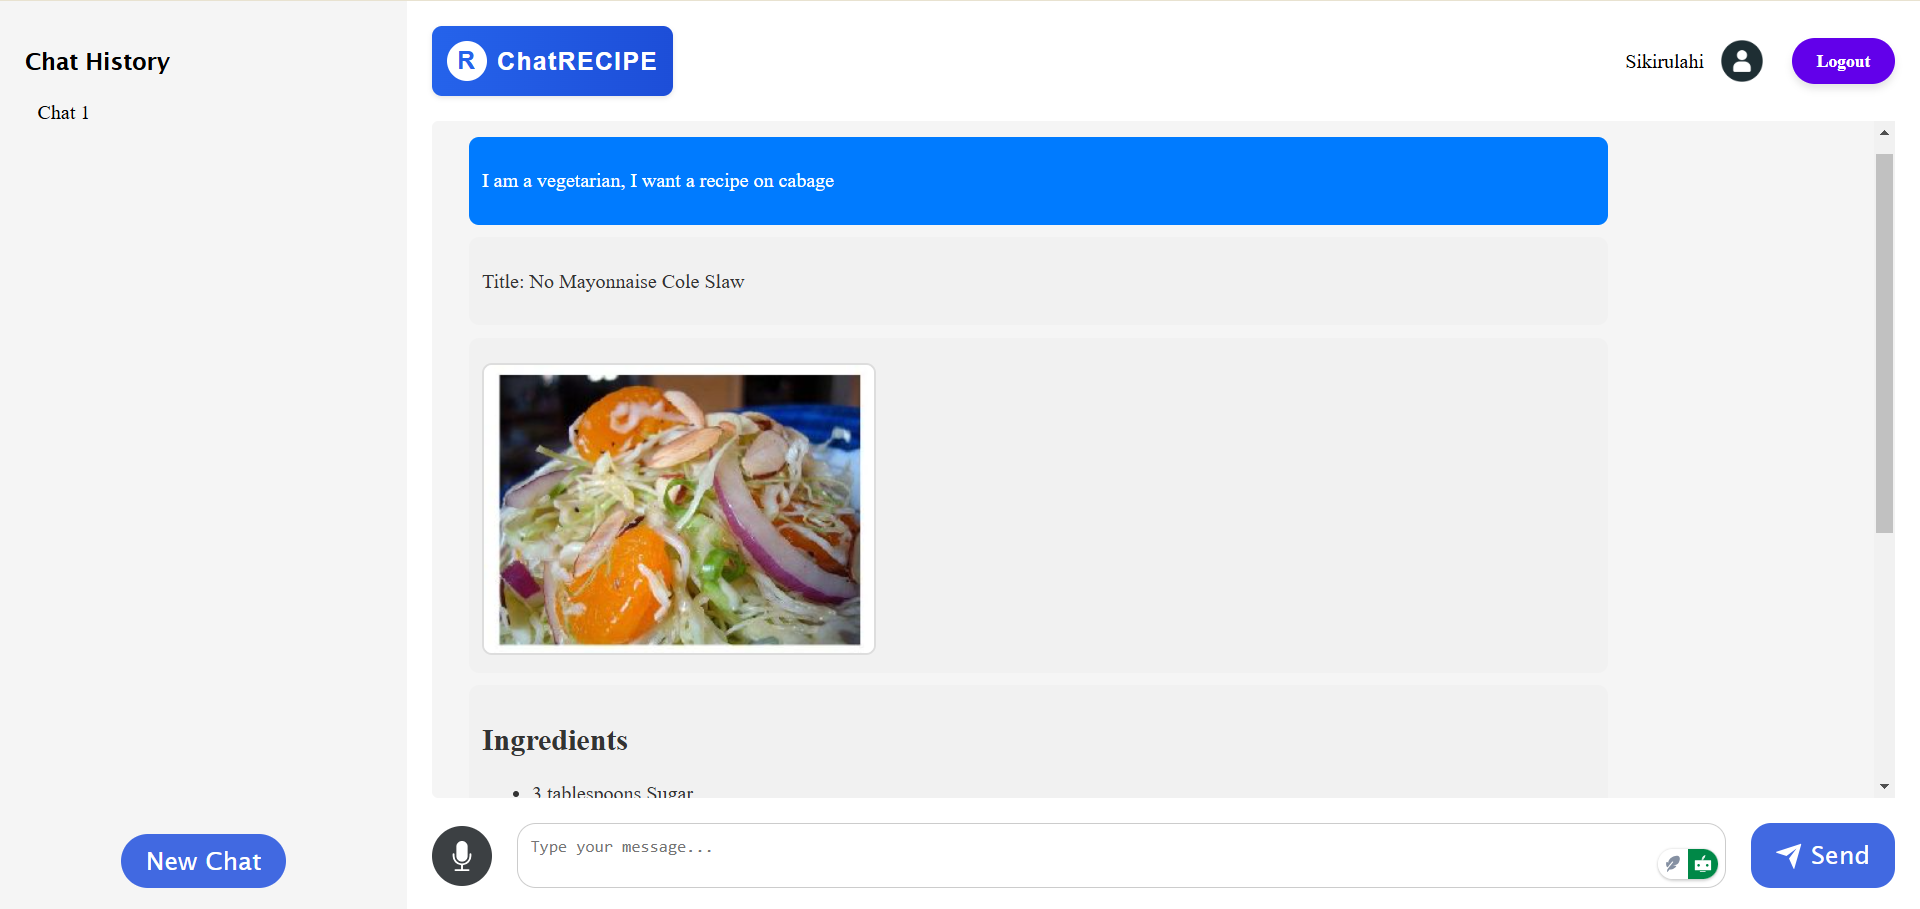 Chat History
Chat 1
New Chat
R ChatRECIPE
Sikirulahi
Logout
I am a vegetarian, I want a recipe on cabage
Title: No Mayonnaise Cole Slaw
Ingredients
3 tablespoons Sugar
Type your message...
Send